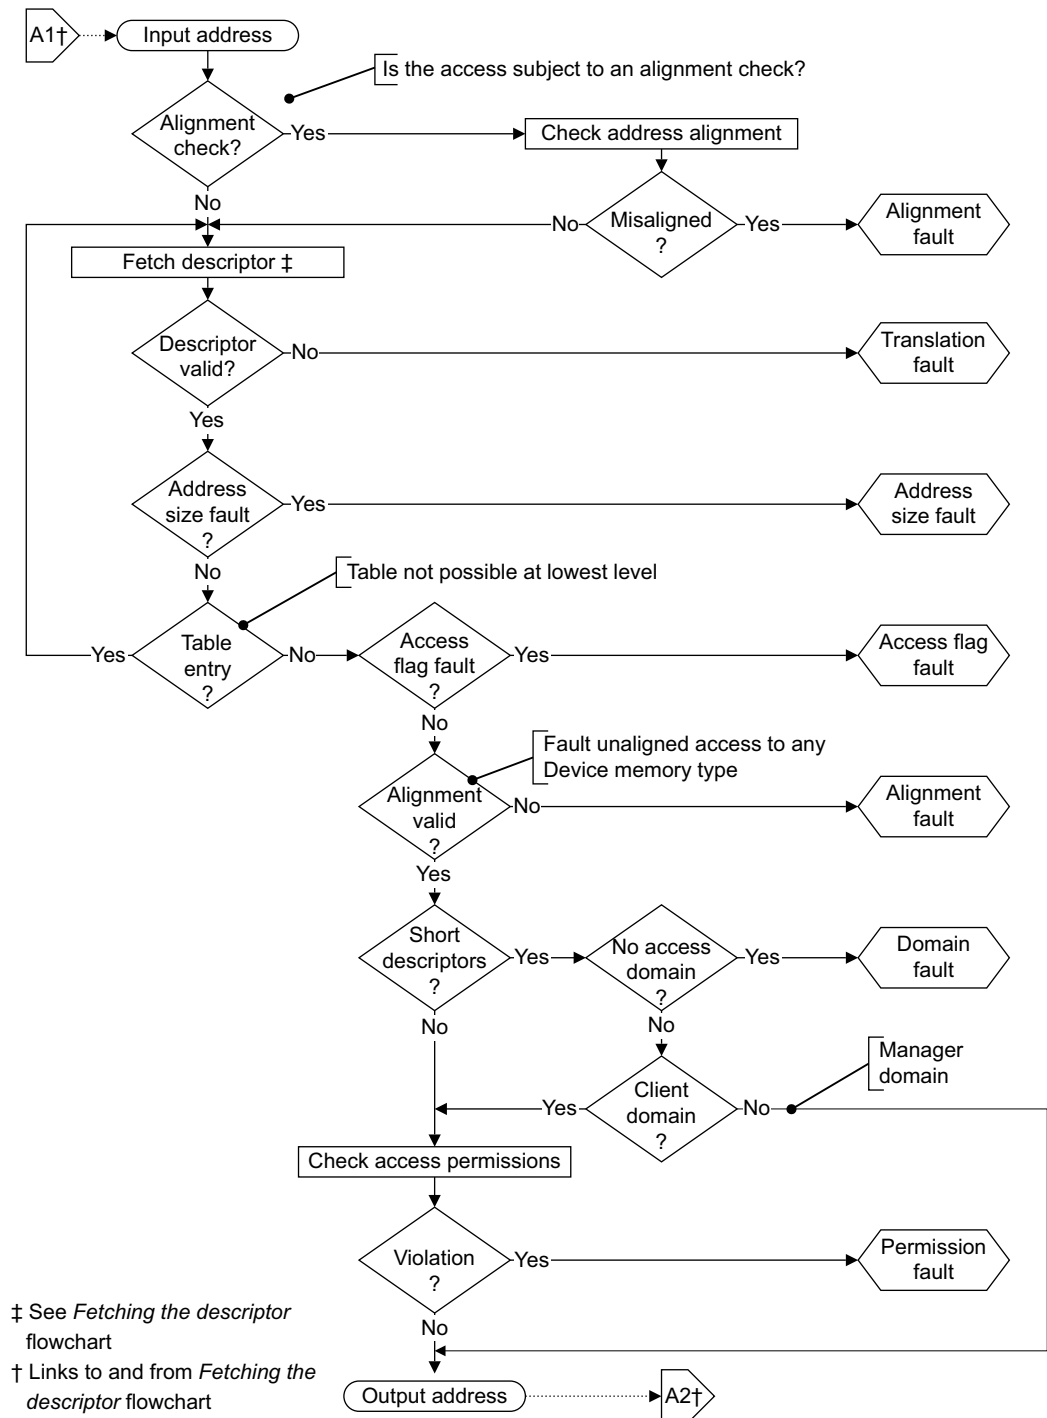 A1†
Input address
Is the access subject to an alignment check?
Alignment
check?
Yes
Check address alignment
No
Misaligned
?
No
Yes
Alignment
fault
Fetch descriptor ‡
Descriptor
valid?
No
Translation
fault
Yes
Address
size fault
?
Yes
Address
size fault
No
Table not possible at lowest level
Table
entry
?
Yes
No
Access
flag fault
?
Yes
Access flag
fault
No
Fault unaligned access to any
Device memory type
Alignment
valid
?
No
Alignment
fault
Yes
Short
descriptors
?
Yes
No access
domain
?
Yes
Domain
fault
No
No
Manager
domain
Client
domain
?
Yes
No
Check access permissions
Violation
?
Yes
Permission
fault
No
‡ See Fetching the descriptor
flowchart
† Links to and from Fetching the
descriptor flowchart
Output address
A2†